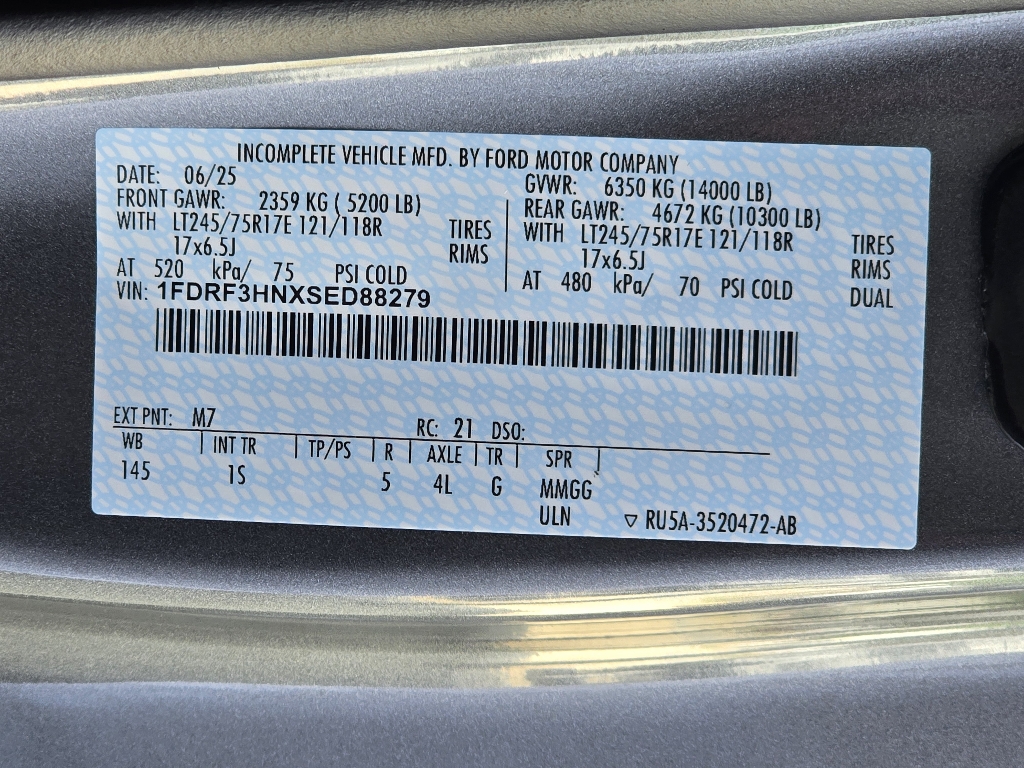 INCOMPLETE VEHICLE MFD. BY FORD MOTOR COMPANY
DATE: 06/25 GVWR: 6350 KG (14000 LB)
FRONT GAWR: 2359 KG ( 5200 LB) REAR GAWR: 4672 KG (10300 LB)
WITH LT245/75R17E 121/118R TIRES WITH LT245/75R17E 121/118R TIRES
17x6.5J RIMS 17x6.5J RIMS
AT 520 kPa/ 75 PSI COLD AT 480 kPa/ 70 PSI COLD DUAL
VIN: 1FDRF3HNXSED88279
EXT PNT: M7 RC: 21 DSO:
WB INT TR TP/PS R AXLE TR SPR
145 1S 5 4L G MMGG
ULN ▽ RU5A-3520472-AB